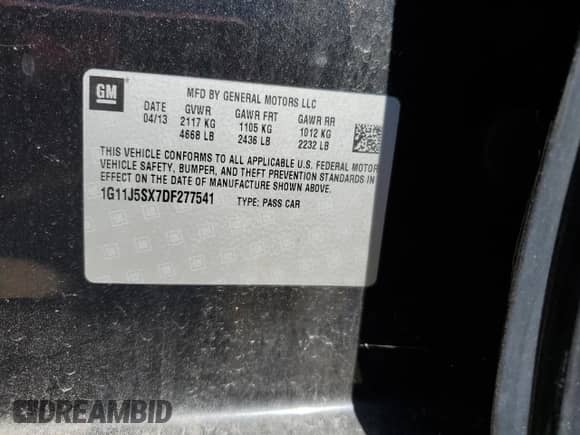 GM
MFD BY GENERAL MOTORS LLC
DATE GVWR GAWR FRT GAWR RR
04/13 2117 KG 1105 KG 1012 KG
4668 LB 2436 LB 2232 LB
THIS VEHICLE CONFORMS TO ALL APPLICABLE U.S. FEDERAL MOTOR
VEHICLE SAFETY, BUMPER, AND THEFT PREVENTION STANDARDS IN
EFFECT ON THE DATE OF MANUFACTURE SHOWN ABOVE.
1G11J5SX7DF277541 TYPE: PASS CAR
DREAMBID